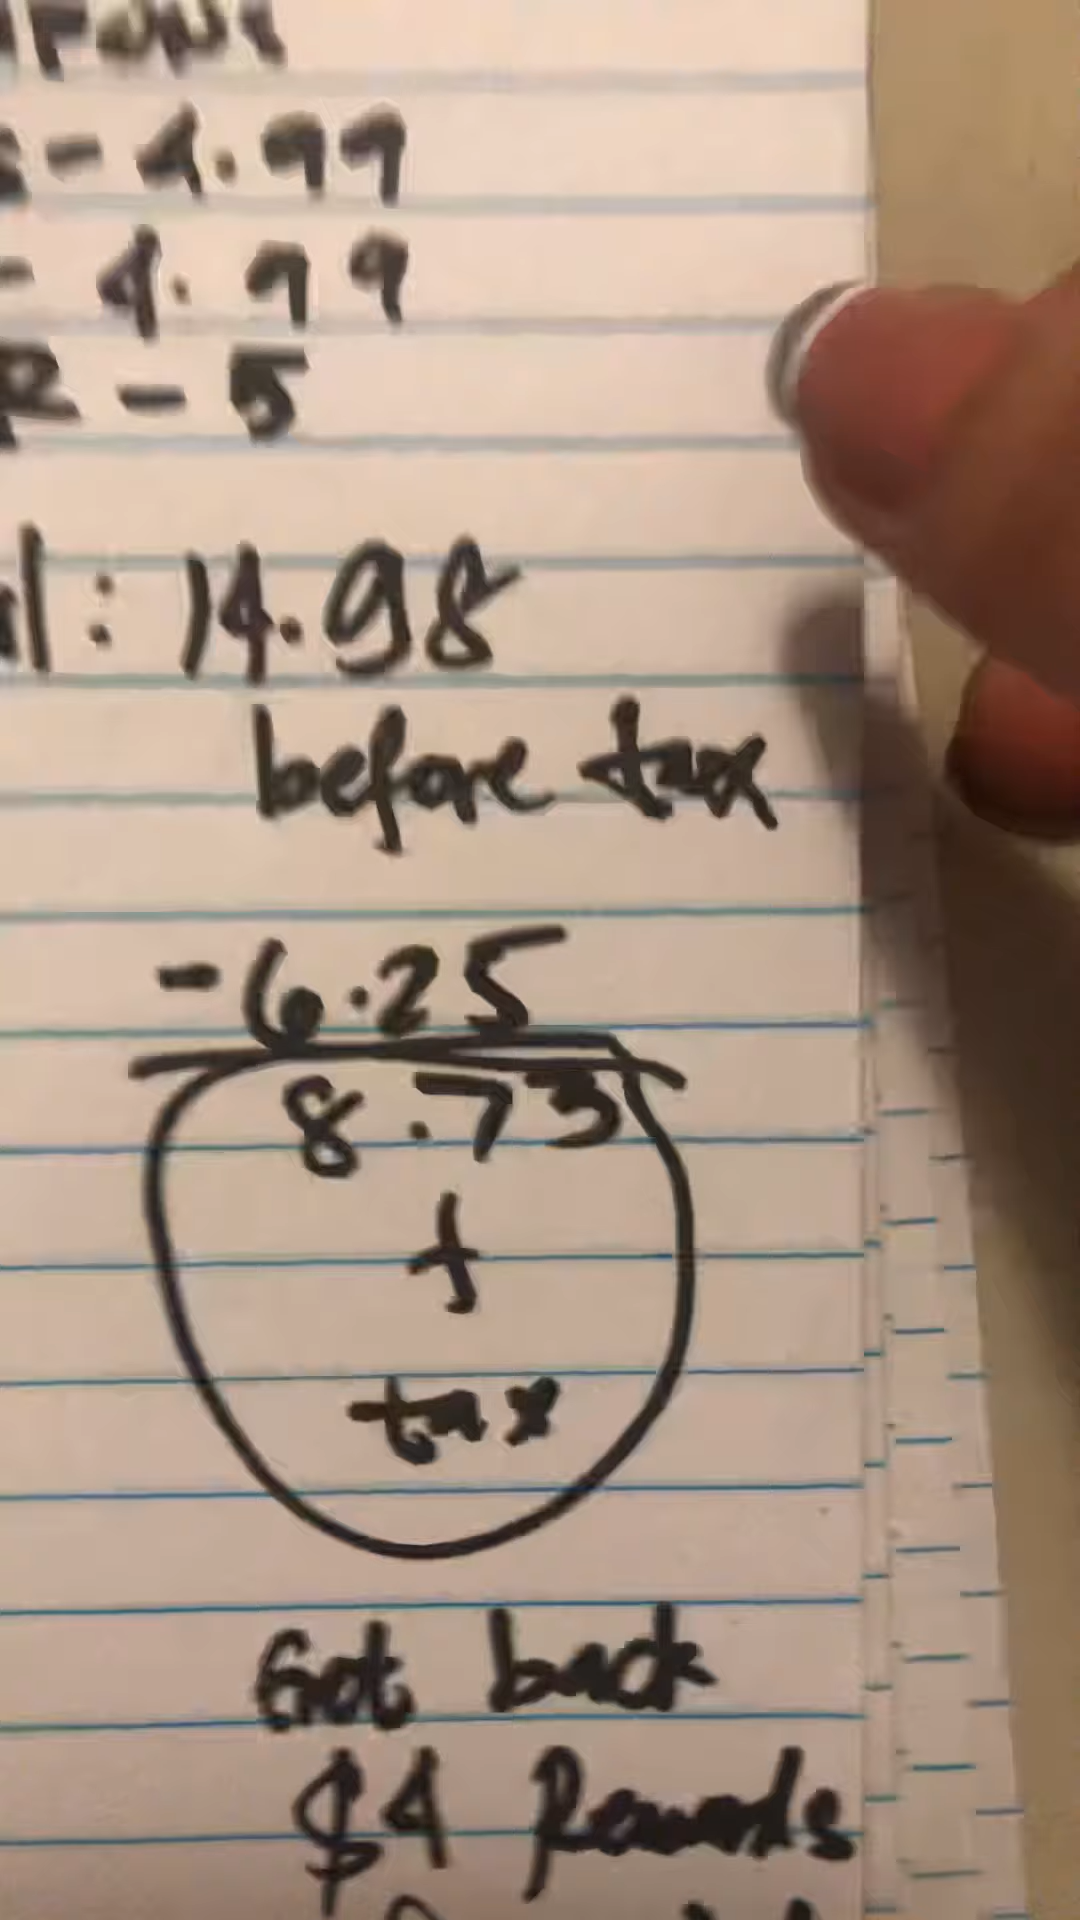 - 4.99
- 4.99
R - 5
l: 14.98
before tax
- 6.25
8.73
+
tax
Got back
$4 Rewards